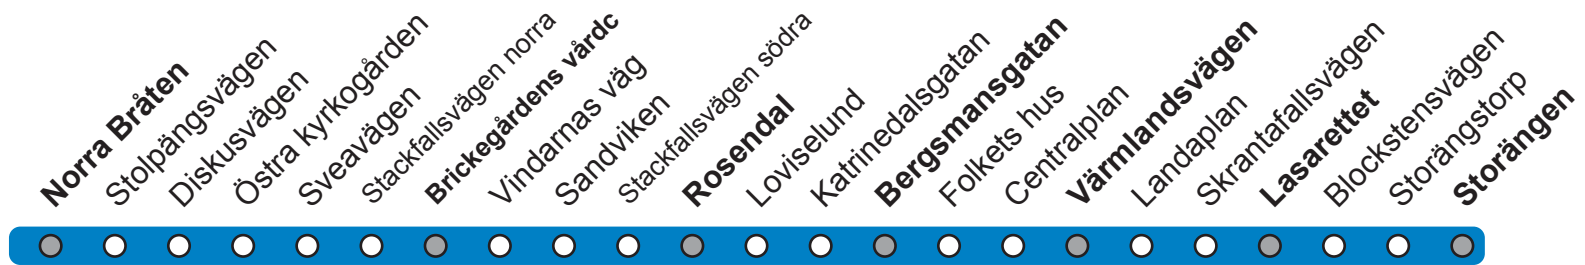 Norra Bråten
Stolpängsvägen
Diskusvägen
Östra kyrkogården
Sveavägen
Stackfallsvägen norra
Brickegårdens vårdc
Vindarnas väg
Sandviken
Stackfallsvägen södra
Rosendal
Loviselund
Katrinedalsgatan
Bergsmansgatan
Folkets hus
Centralplan
Värmlandsvägen
Landaplan
Skrantafallsvägen
Lasarettet
Blockstensvägen
Storängstorp
Storängen